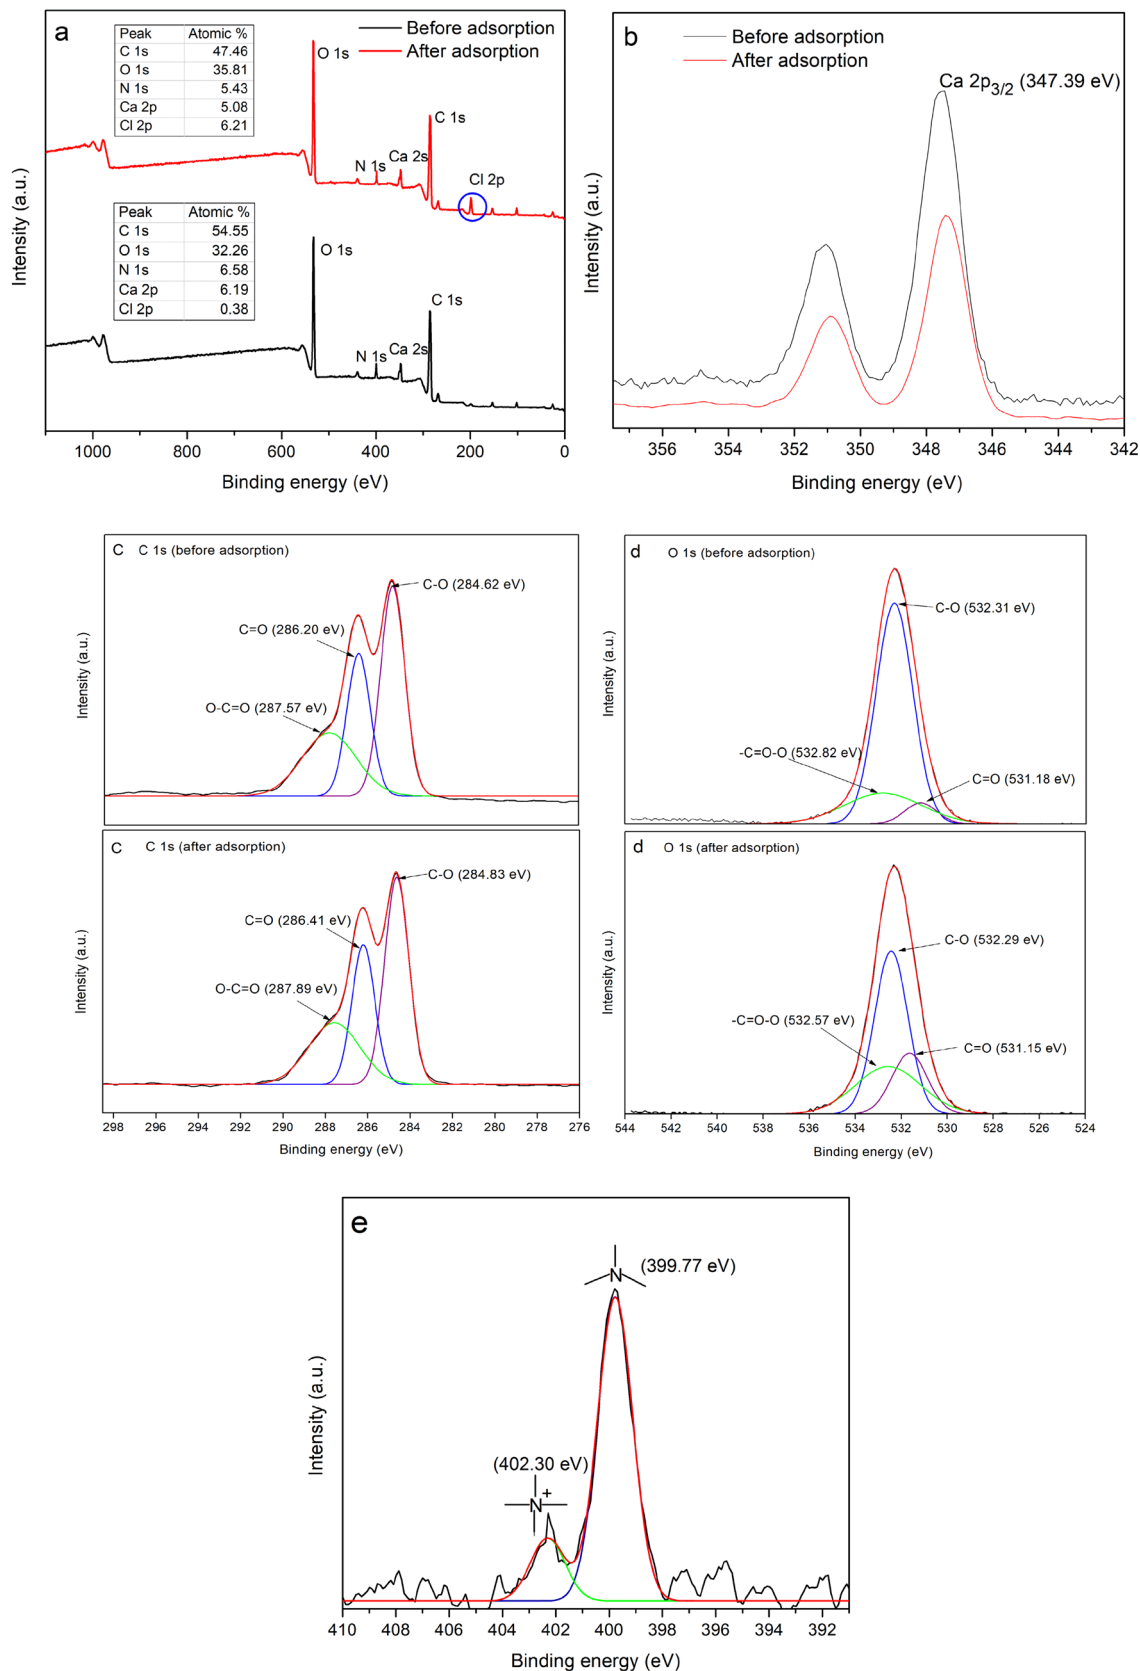 a
Before adsorption
After adsorption
Peak Atomic %
C 1s 47.46
O 1s 35.81
N 1s 5.43
Ca 2p 5.08
Cl 2p 6.21
O 1s
C 1s
N 1s
Ca 2s
Cl 2p
Peak Atomic %
C 1s 54.55
O 1s 32.26
N 1s 6.58
Ca 2p 6.19
Cl 2p 0.38
O 1s
C 1s
N 1s
Ca 2s
Intensity (a.u.)
1000 800 600 400 200 0
Binding energy (eV)
b
Before adsorption
After adsorption
Ca 2p3/2 (347.39 eV)
Intensity (a.u.)
356 354 352 350 348 346 344 342
Binding energy (eV)
C C 1s (before adsorption)
C-O (284.62 eV)
C=O (286.20 eV)
O-C=O (287.57 eV)
Intensity (a.u.)
C C 1s (after adsorption)
C-O (284.83 eV)
C=O (286.41 eV)
O-C=O (287.89 eV)
Intensity (a.u.)
298 296 294 292 290 288 286 284 282 280 278 276
Binding energy (eV)
d O 1s (before adsorption)
C-O (532.31 eV)
-C=O-O (532.82 eV)
C=O (531.18 eV)
Intensity (a.u.)
d O 1s (after adsorption)
C-O (532.29 eV)
-C=O-O (532.57 eV)
C=O (531.15 eV)
Intensity (a.u.)
544 542 540 538 536 534 532 530 528 526 524
Binding energy (eV)
e
N (399.77 eV)
(402.30 eV)
N+
Intensity (a.u.)
410 408 406 404 402 400 398 396 394 392
Binding energy (eV)